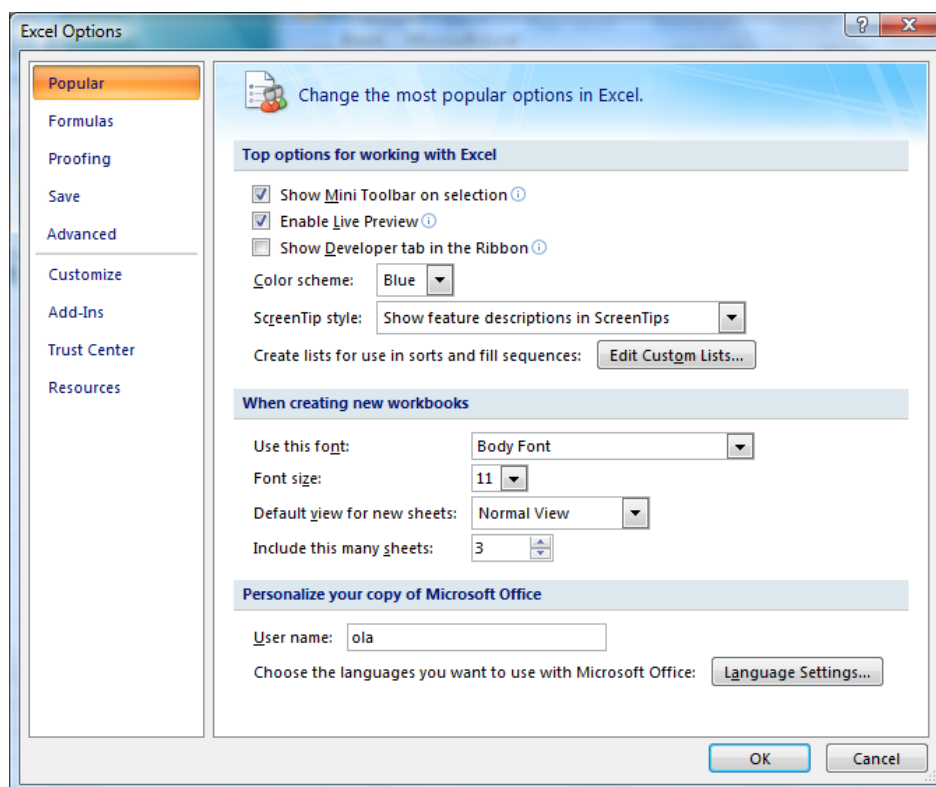 Excel Options
Popular
Formulas
Proofing
Save
Advanced
Customize
Add-Ins
Trust Center
Resources
Change the most popular options in Excel.
Top options for working with Excel
Show Mini Toolbar on selection
Enable Live Preview
Show Developer tab in the Ribbon
Color scheme: Blue
ScreenTip style: Show feature descriptions in ScreenTips
Create lists for use in sorts and fill sequences: Edit Custom Lists...
When creating new workbooks
Use this font: Body Font
Font size: 11
Default view for new sheets: Normal View
Include this many sheets: 3
Personalize your copy of Microsoft Office
User name: ola
Choose the languages you want to use with Microsoft Office: Language Settings...
OK Cancel